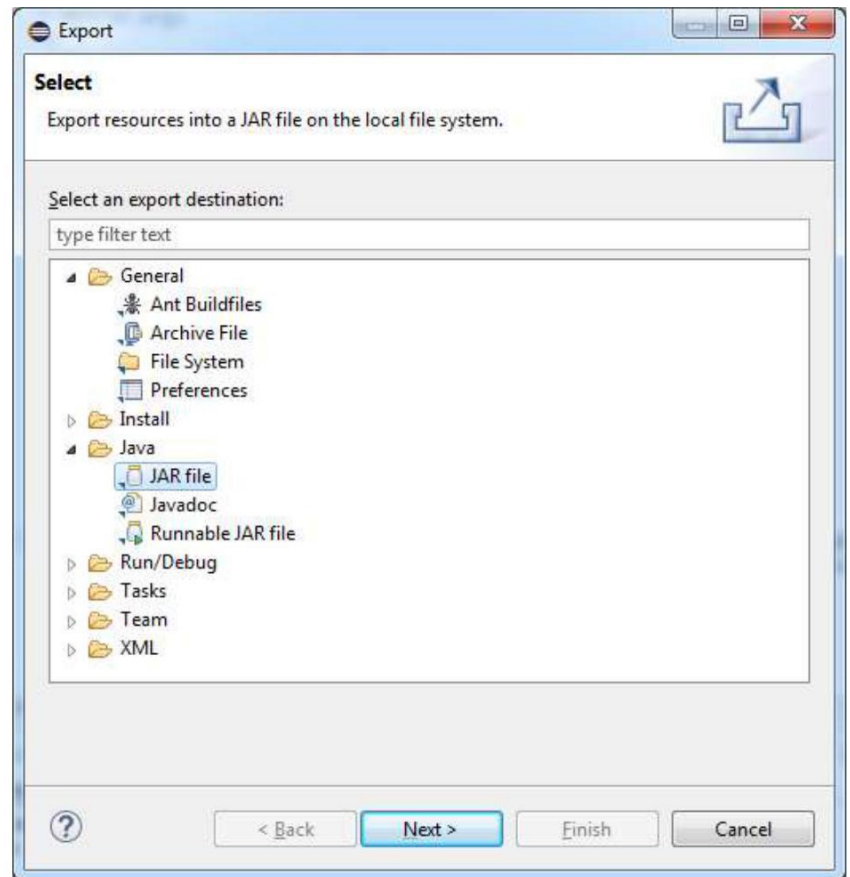 Export
Select
Export resources into a JAR file on the local file system.
Select an export destination:
type filter text
General
Ant Buildfiles
Archive File
File System
Preferences
Install
Java
JAR file
Javadoc
Runnable JAR file
Run/Debug
Tasks
Team
XML
< Back Next > Finish Cancel